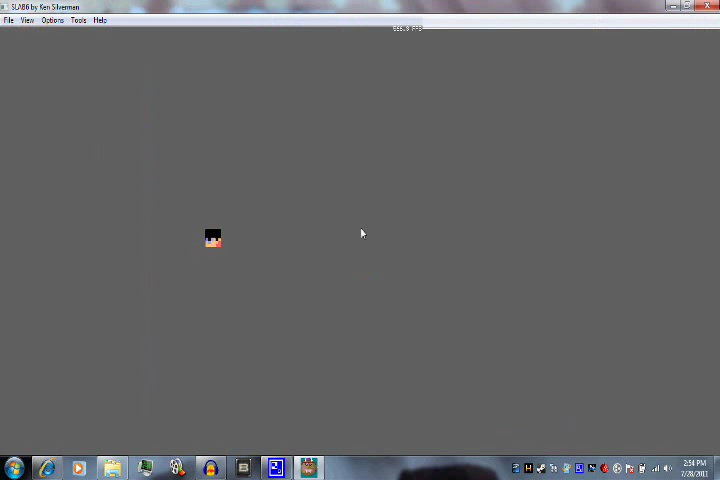 SLAB6 by Ken Silverman
File View Options Tools Help
2:54 PM
7/28/2011